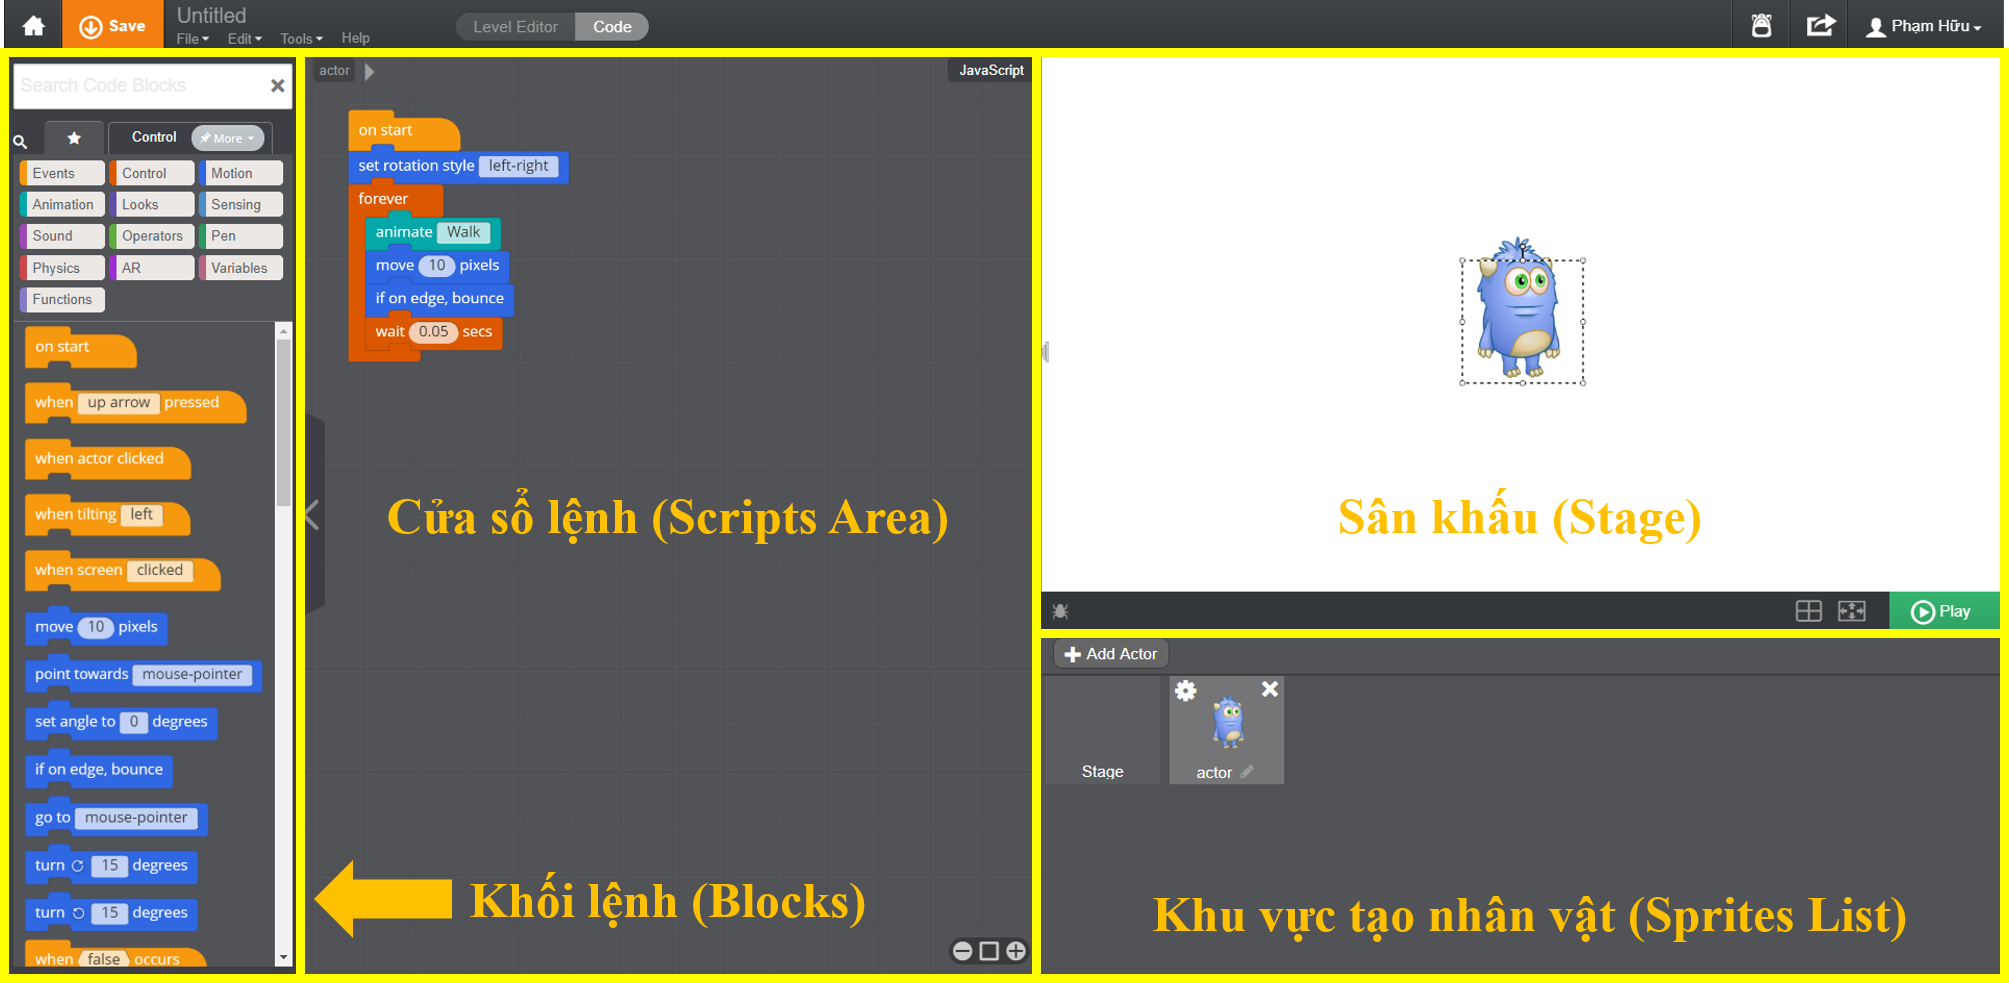 Save
Untitled
File Edit Tools Help
Level Editor Code
Phạm Hữu
Search Code Blocks
Control More
Events Control Motion
Animation Looks Sensing
Sound Operators Pen
Physics AR Variables
Functions
on start
when up arrow pressed
when actor clicked
when tilting left
when screen clicked
move 10 pixels
point towards mouse-pointer
set angle to 0 degrees
if on edge, bounce
go to mouse-pointer
turn 15 degrees
turn 15 degrees
when false occurs
actor
JavaScript
on start
set rotation style left-right
forever
animate Walk
move 10 pixels
if on edge, bounce
wait 0.05 secs
Cửa sổ lệnh (Scripts Area)
Khối lệnh (Blocks)
Sân khấu (Stage)
Play
Add Actor
Stage
actor
Khu vực tạo nhân vật (Sprites List)